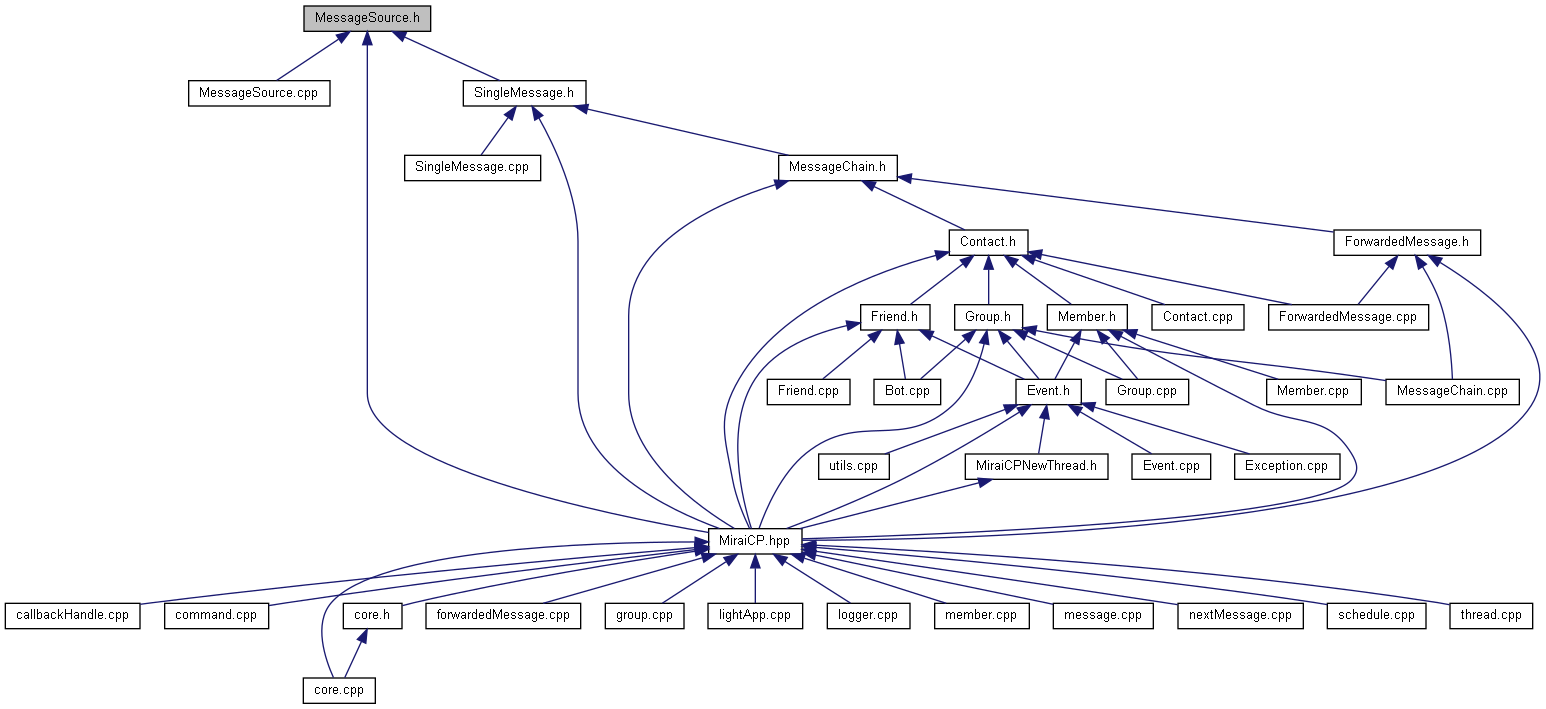 MessageSource.h
MessageSource.cpp
SingleMessage.h
SingleMessage.cpp
MessageChain.h
Contact.h
ForwardedMessage.h
Friend.h
Group.h
Member.h
Contact.cpp
ForwardedMessage.cpp
Friend.cpp
Bot.cpp
Event.h
Group.cpp
Member.cpp
MessageChain.cpp
utils.cpp
MiraiCPNewThread.h
Event.cpp
Exception.cpp
MiraiCP.hpp
callbackHandle.cpp
command.cpp
core.h
forwardedMessage.cpp
group.cpp
lightApp.cpp
logger.cpp
member.cpp
message.cpp
nextMessage.cpp
schedule.cpp
thread.cpp
core.cpp